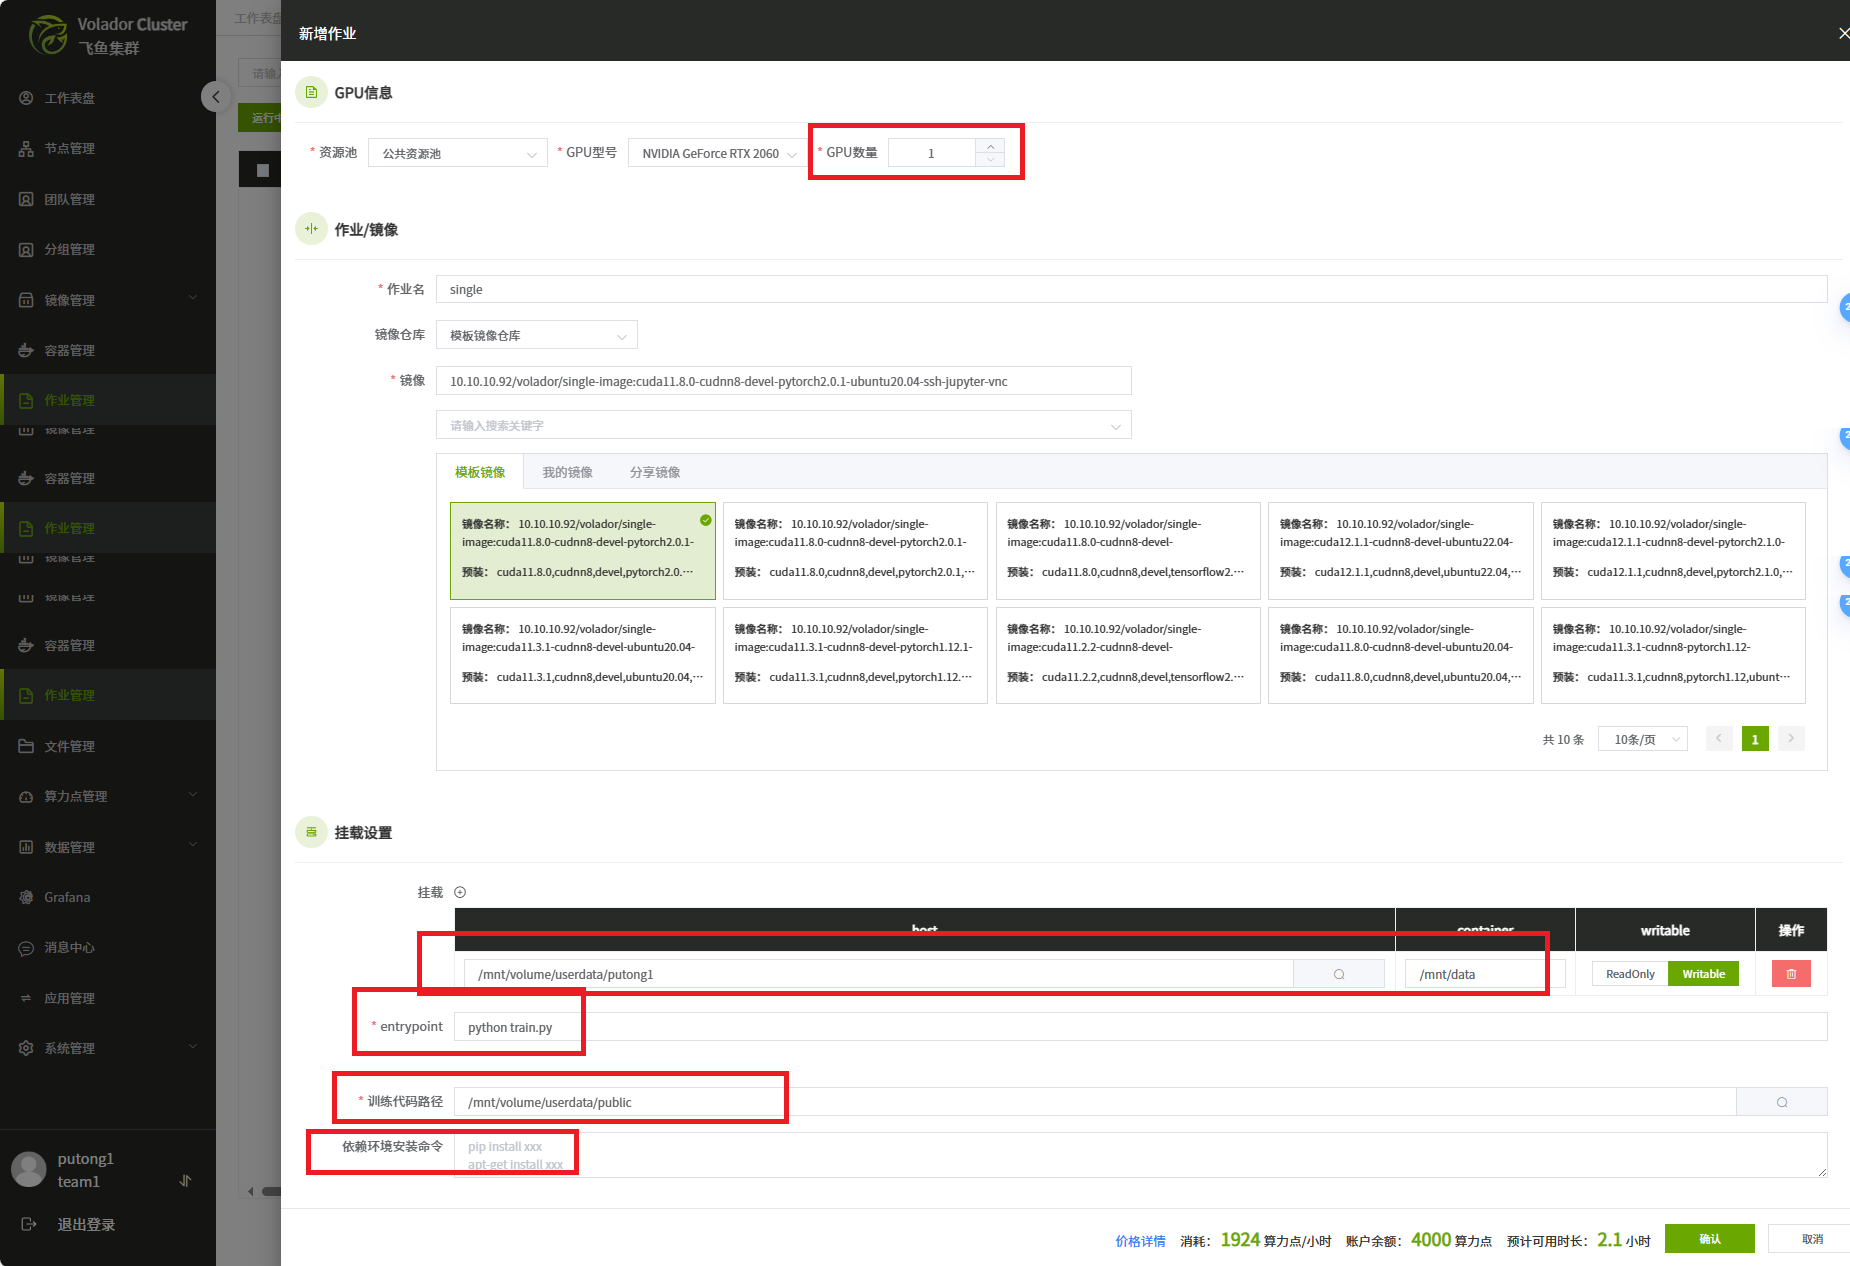 Volador Cluster
飞鱼集群
工作表盘
节点管理
团队管理
分组管理
镜像管理
容器管理
作业管理
镜像管理
容器管理
作业管理
镜像管理
镜像管理
容器管理
作业管理
文件管理
算力点管理
数据管理
Grafana
消息中心
应用管理
系统管理
putong1
team1
退出登录
工作表盘
请输入
运行中
新增作业
GPU信息
* 资源池 公共资源池 * GPU型号 NVIDIA GeForce RTX 2060 * GPU数量 1
作业/镜像
* 作业名 single
镜像仓库 模板镜像仓库
* 镜像 10.10.10.92/volador/single-image:cuda11.8.0-cudnn8-devel-pytorch2.0.1-ubuntu20.04-ssh-jupyter-vnc
请输入搜索关键字
模板镜像 我的镜像 分享镜像
镜像名称： 10.10.10.92/volador/single-
image:cuda11.8.0-cudnn8-devel-pytorch2.0.1-
预装： cuda11.8.0,cudnn8,devel,pytorch2.0.···
镜像名称： 10.10.10.92/volador/single-
image:cuda11.8.0-cudnn8-devel-pytorch2.0.1-
预装： cuda11.8.0,cudnn8,devel,pytorch2.0.1,···
镜像名称： 10.10.10.92/volador/single-
image:cuda11.8.0-cudnn8-devel-
预装： cuda11.8.0,cudnn8,devel,tensorflow2.···
镜像名称： 10.10.10.92/volador/single-
image:cuda12.1.1-cudnn8-devel-ubuntu22.04-
预装： cuda12.1.1,cudnn8,devel,ubuntu22.04,···
镜像名称： 10.10.10.92/volador/single-
image:cuda12.1.1-cudnn8-devel-pytorch2.1.0-
预装： cuda12.1.1,cudnn8,devel,pytorch2.1.0,···
镜像名称： 10.10.10.92/volador/single-
image:cuda11.3.1-cudnn8-devel-ubuntu20.04-
预装： cuda11.3.1,cudnn8,devel,ubuntu20.04,···
镜像名称： 10.10.10.92/volador/single-
image:cuda11.3.1-cudnn8-devel-pytorch1.12.1-
预装： cuda11.3.1,cudnn8,devel,pytorch1.12.···
镜像名称： 10.10.10.92/volador/single-
image:cuda11.2.2-cudnn8-devel-
预装： cuda11.2.2,cudnn8,devel,tensorflow2.···
镜像名称： 10.10.10.92/volador/single-
image:cuda11.8.0-cudnn8-devel-ubuntu20.04-
预装： cuda11.8.0,cudnn8,devel,ubuntu20.04,···
镜像名称： 10.10.10.92/volador/single-
image:cuda11.3.1-cudnn8-pytorch1.12-
预装： cuda11.3.1,cudnn8,pytorch1.12,ubunt···
共 10 条 10条/页 1
挂载设置
挂载
host container writable 操作
/mnt/volume/userdata/putong1 /mnt/data ReadOnly Writable
* entrypoint python train.py
* 训练代码路径 /mnt/volume/userdata/public
依赖环境安装命令 pip install xxx
apt-get install xxx
价格详情 消耗： 1924 算力点/小时 账户余额： 4000 算力点 预计可用时长： 2.1 小时 确认 取消